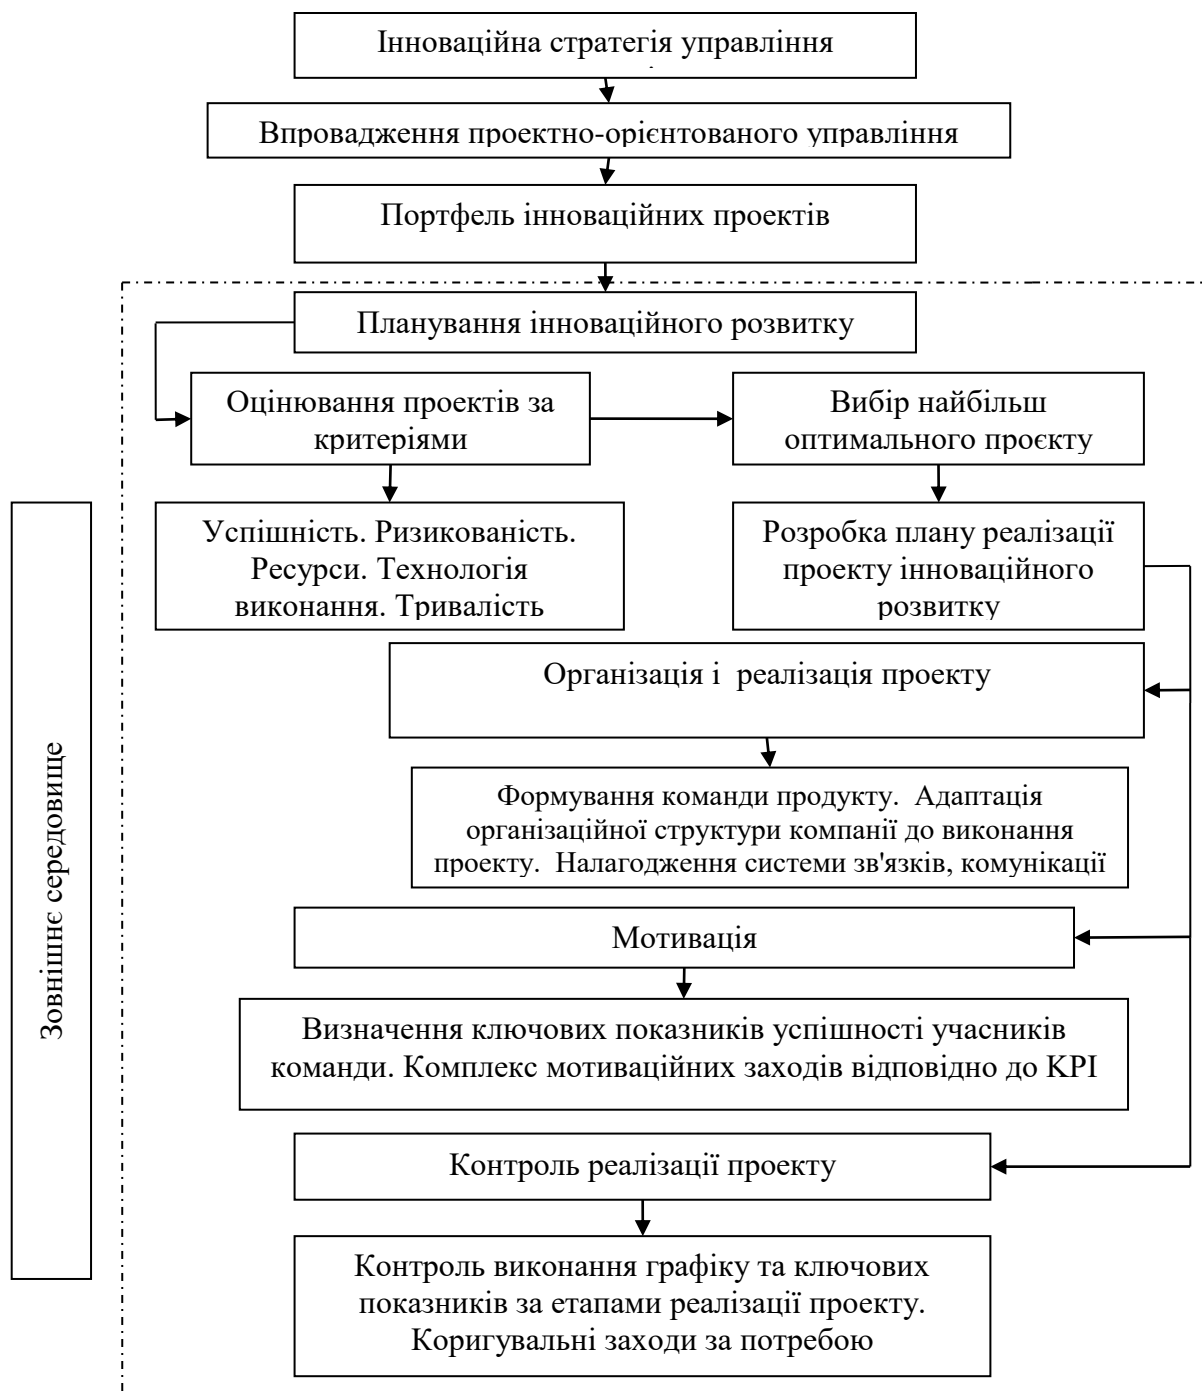 Інноваційна стратегія управління
Впровадження проектно-орієнтованого управління
Портфель інноваційних проектів
Планування інноваційного розвитку
Оцінювання проектів за
критеріями
Вибір найбільш
оптимального проєкту
Успішність. Ризикованість.
Ресурси. Технологія
виконання. Тривалість
Розробка плану реалізації
проекту інноваційного
розвитку
Організація і реалізація проекту
Формування команди продукту. Адаптація
організаційної структури компанії до виконання
проекту. Налагодження системи зв'язків, комунікації
Мотивація
Визначення ключових показників успішності учасників
команди. Комплекс мотиваційних заходів відповідно до KPI
Контроль реалізації проекту
Контроль виконання графіку та ключових
показників за етапами реалізації проекту.
Коригувальні заходи за потребою
Зовнішнє середовище